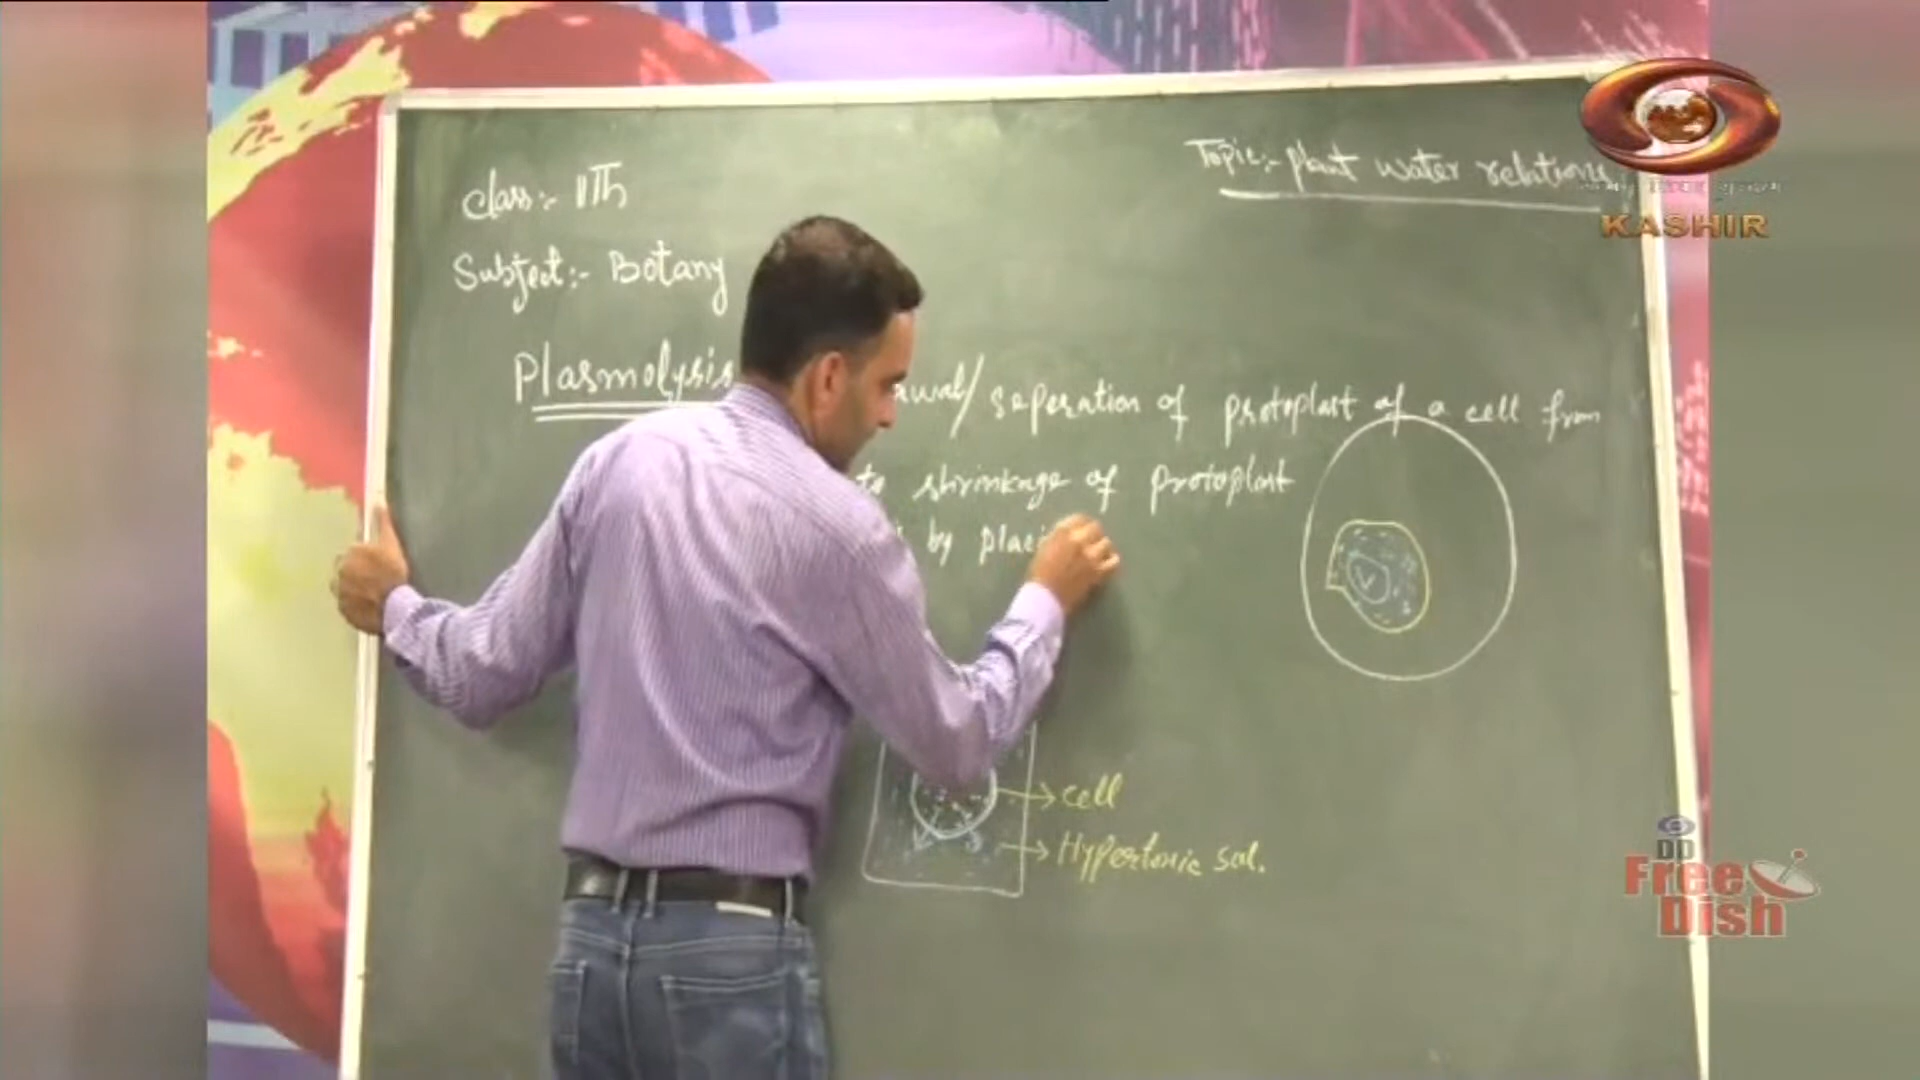 Topic:- plant water relations
KASHIR
Class:- 11Th
Subject:- Botany
Plasmolysis
/ seperation of protoplast of a cell from
shrinkage of protoplast
by placi
V
→ cell
→ Hypertonic sol.
DD
Free
Dish